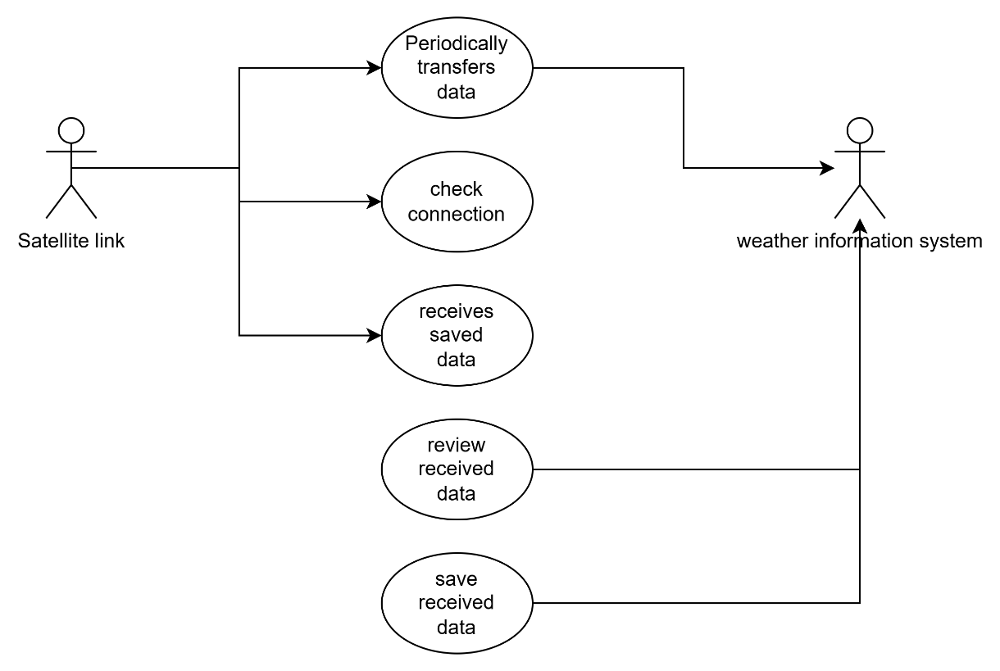 Periodically
transfers
data
Satellite link
check
connection
weather information system
receives
saved
data
review
received
data
save
received
data